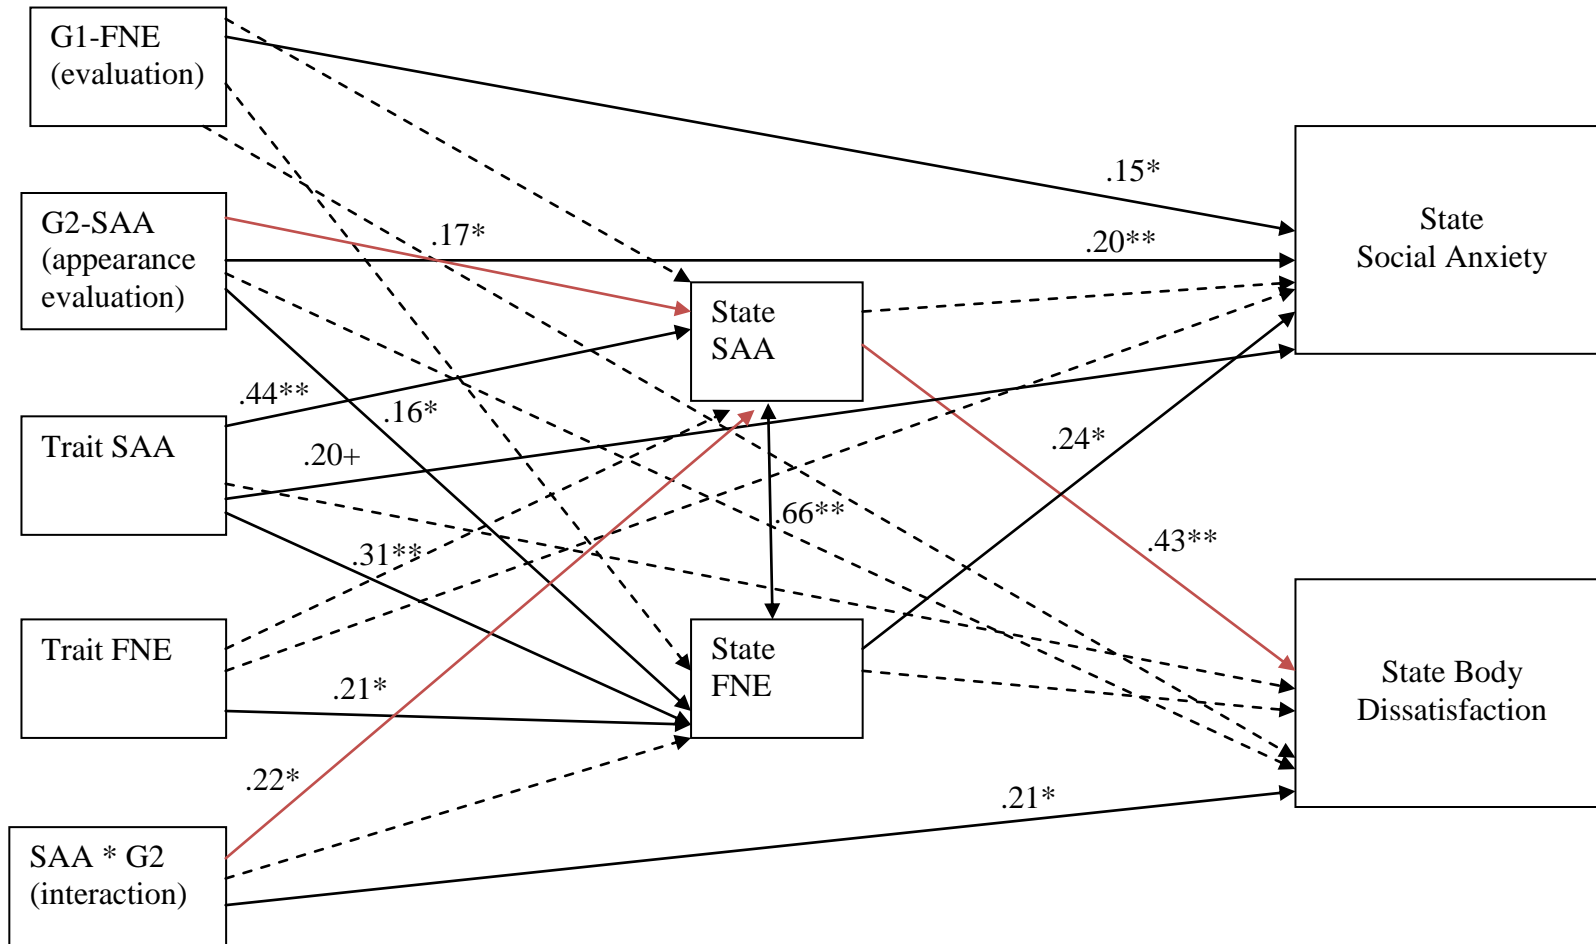 G1-FNE
(evaluation)
.15*
G2-SAA
(appearance
evaluation)
.17*
.20**
State
Social Anxiety
State
SAA
.44**
.16*
Trait SAA
.20+
.24*
.66**
.31**
.43**
Trait FNE
.21*
State
FNE
State Body
Dissatisfaction
.22*
.21*
SAA * G2
(interaction)